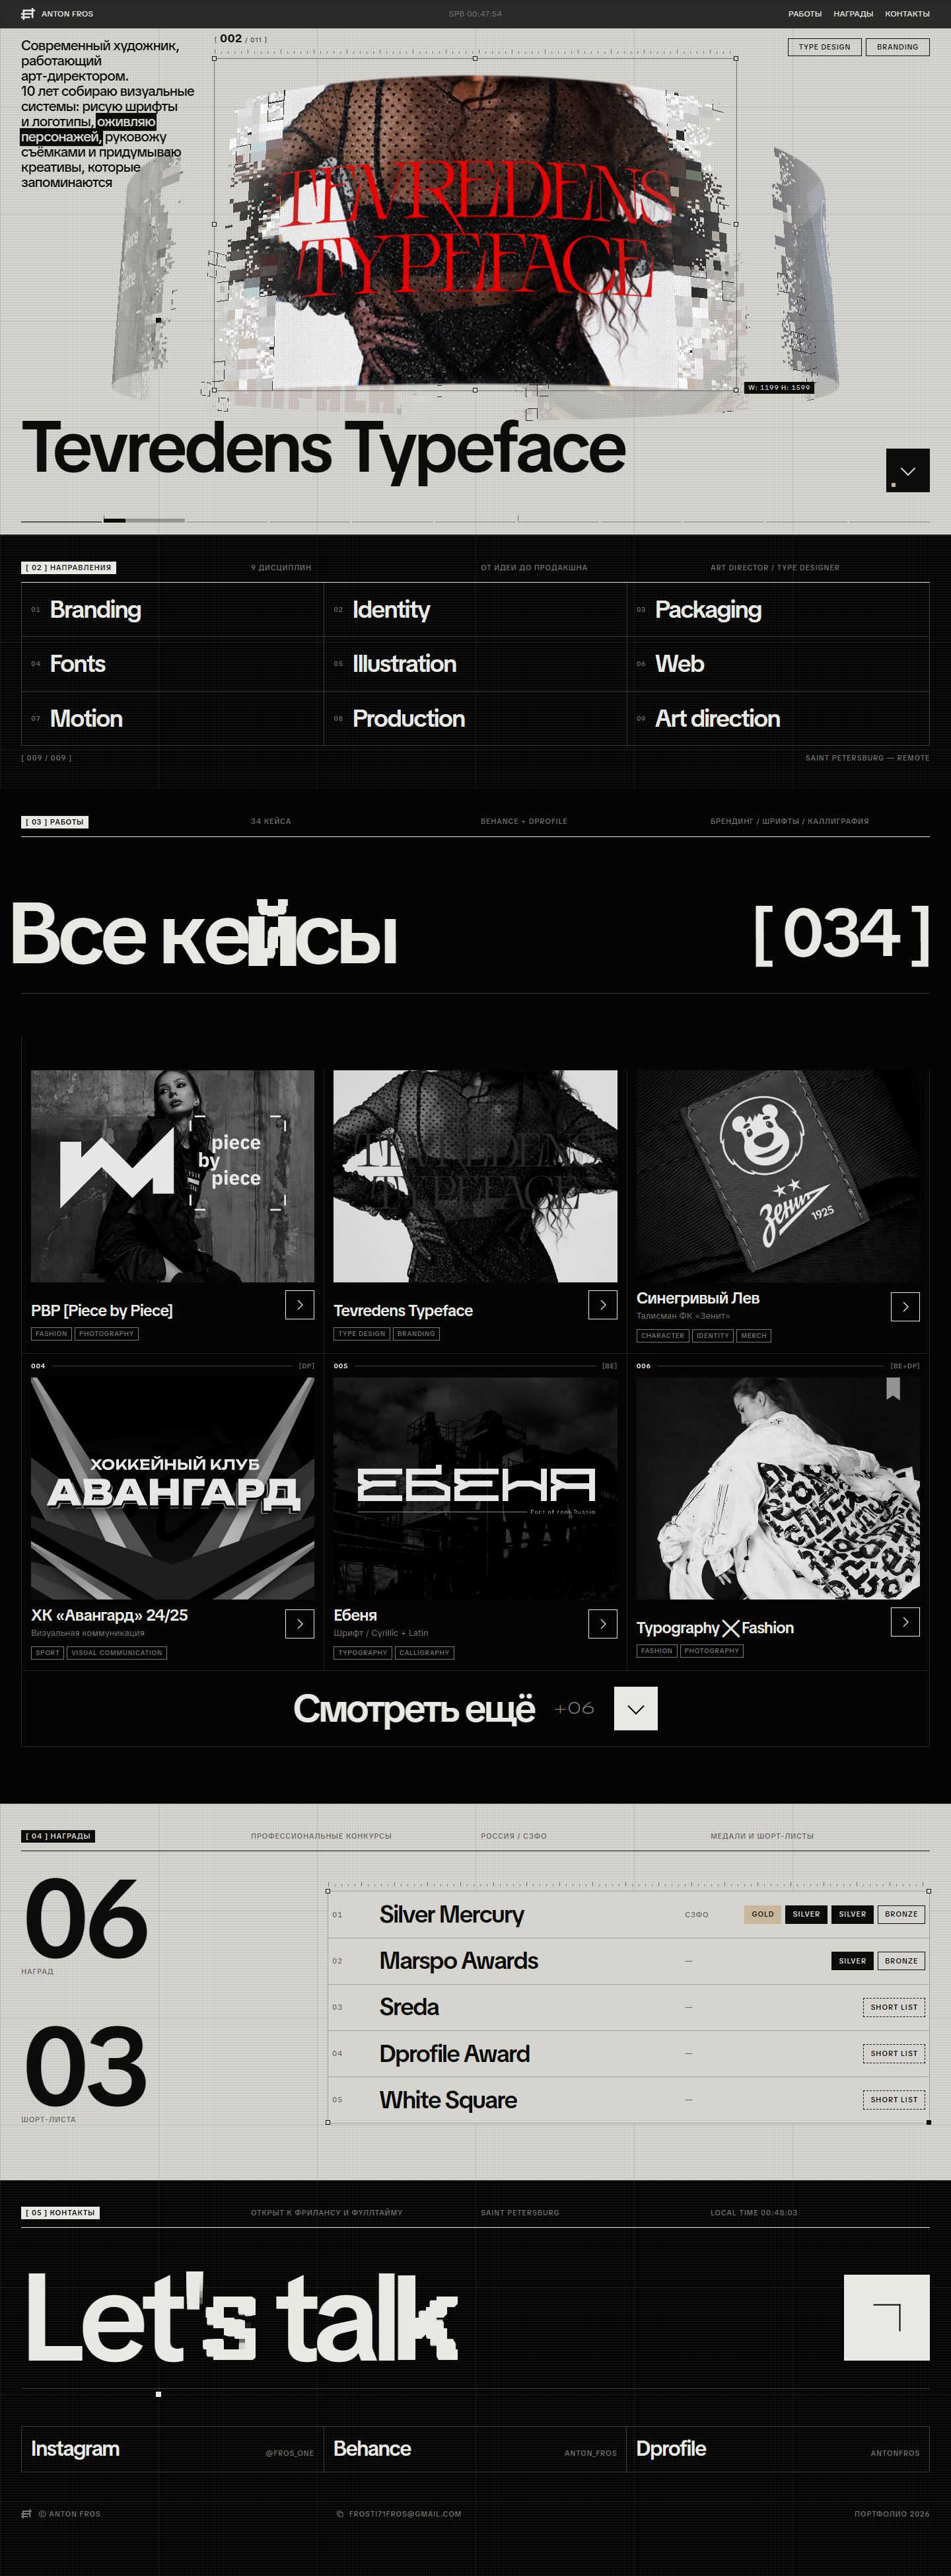 ANTON FROS
SPB 00:47:54
РАБОТЫ НАГРАДЫ КОНТАКТЫ
Современный художник,
работающий
арт-директором.
10 лет собираю визуальные
системы: рисую шрифты
и логотипы, оживляю
персонажей, руковожу
съёмками и придумываю
креативы, которые
запоминаются
[ 002 / 011 ]
TYPE DESIGN BRANDING
TEVREDENS
TYPEFACE
W: 1199 H: 1599
Tevredens Typeface
[ 02 ] НАПРАВЛЕНИЯ 9 ДИСЦИПЛИН ОТ ИДЕИ ДО ПРОДАКШНА ART DIRECTOR / TYPE DESIGNER
01 Branding 02 Identity 03 Packaging
04 Fonts 05 Illustration 06 Web
07 Motion 08 Production 09 Art direction
[ 009 / 009 ] SAINT PETERSBURG — REMOTE
[ 03 ] РАБОТЫ 34 КЕЙСА BEHANCE + DPROFILE БРЕНДИНГ / ШРИФТЫ / КАЛЛИГРАФИЯ
Все кейсы [ 034 ]
piece
by
piece
TEVREDENS
TYPEFACE
Зенит
1925
PBP [Piece by Piece]
FASHION PHOTOGRAPHY
Tevredens Typeface
TYPE DESIGN BRANDING
Синегривый Лев
Талисман ФК «Зенит»
CHARACTER IDENTITY MERCH
004 [DP] 005 [BE] 006 [BE+DP]
ХОККЕЙНЫЙ КЛУБ
АВАНГАРД
ЕБЕНЯ
Font of real Russia
ХК «Авангард» 24/25
Визуальная коммуникация
SPORT VISUAL COMMUNICATION
Ебеня
Шрифт / Cyrillic + Latin
TYPOGRAPHY CALLIGRAPHY
Typography Fashion
FASHION PHOTOGRAPHY
Смотреть ещё +06
[ 04 ] НАГРАДЫ ПРОФЕССИОНАЛЬНЫЕ КОНКУРСЫ РОССИЯ / СЗФО МЕДАЛИ И ШОРТ-ЛИСТЫ
06
НАГРАД
03
ШОРТ-ЛИСТА
01 Silver Mercury СЗФО GOLD SILVER SILVER BRONZE
02 Marspo Awards — SILVER BRONZE
03 Sreda — SHORT LIST
04 Dprofile Award — SHORT LIST
05 White Square — SHORT LIST
[ 05 ] КОНТАКТЫ ОТКРЫТ К ФРИЛАНСУ И ФУЛЛТАЙМУ SAINT PETERSBURG LOCAL TIME 00:48:03
Let's talk
Instagram @FROS_ONE Behance ANTON_FROS Dprofile ANTONFROS
© ANTON FROS FROSTI71FROS@GMAIL.COM ПОРТФОЛИО 2026